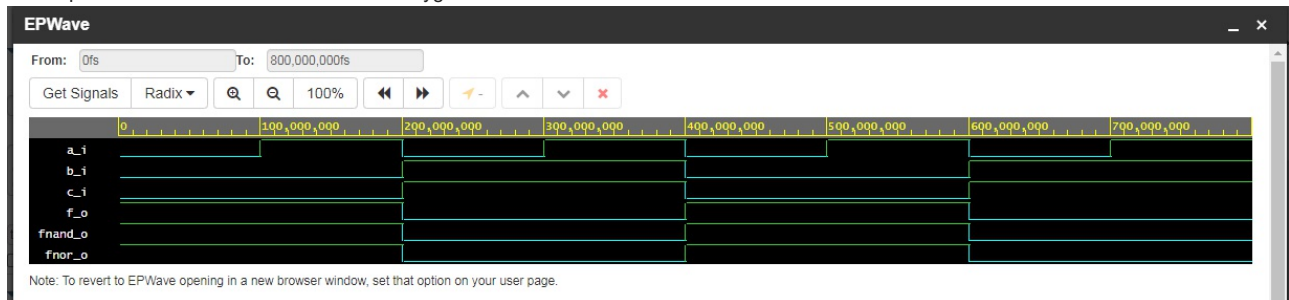 EPWave
From: 0fs To: 800,000,000fs
Get Signals Radix 100%
0 100,000,000 200,000,000 300,000,000 400,000,000 500,000,000 600,000,000 700,000,000
a_i
b_i
c_i
f_o
fnand_o
fnor_o
Note: To revert to EPWave opening in a new browser window, set that option on your user page.